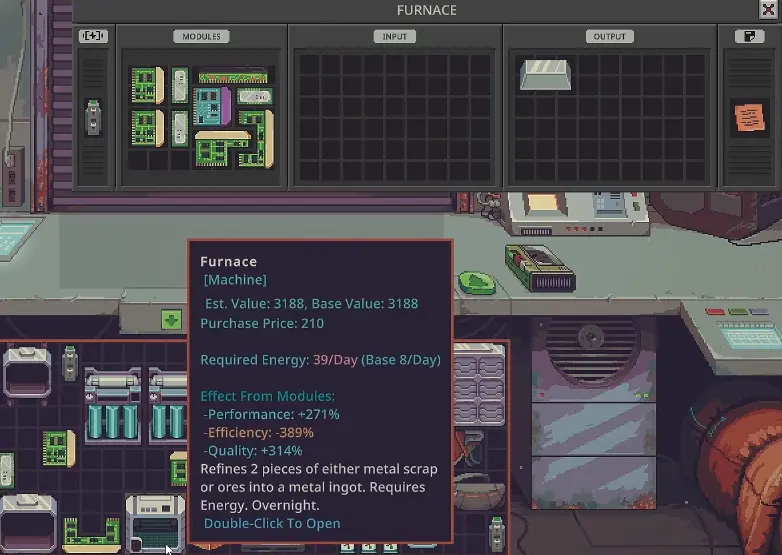 FURNACE
MODULES
INPUT
OUTPUT
Furnace
[Machine]
Est. Value: 3188, Base Value: 3188
Purchase Price: 210
Required Energy: 39/Day (Base 8/Day)
Effect From Modules:
-Performance: +271%
-Efficiency: -389%
-Quality: +314%
Refines 2 pieces of either metal scrap
or ores into a metal ingot. Requires
Energy. Overnight.
Double-Click To Open